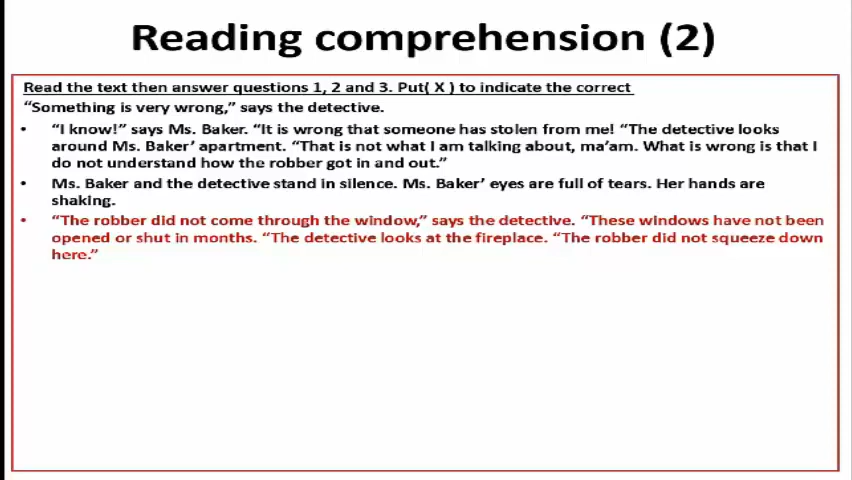 Reading comprehension (2)
Read the text then answer questions 1, 2 and 3. Put( X ) to indicate the correct
“Something is very wrong,” says the detective.
• “I know!” says Ms. Baker. “It is wrong that someone has stolen from me! “The detective looks
around Ms. Baker’ apartment. “That is not what I am talking about, ma’am. What is wrong is that I
do not understand how the robber got in and out.”
• Ms. Baker and the detective stand in silence. Ms. Baker’ eyes are full of tears. Her hands are
shaking.
• “The robber did not come through the window,” says the detective. “These windows have not been
opened or shut in months. “The detective looks at the fireplace. “The robber did not squeeze down
here.”